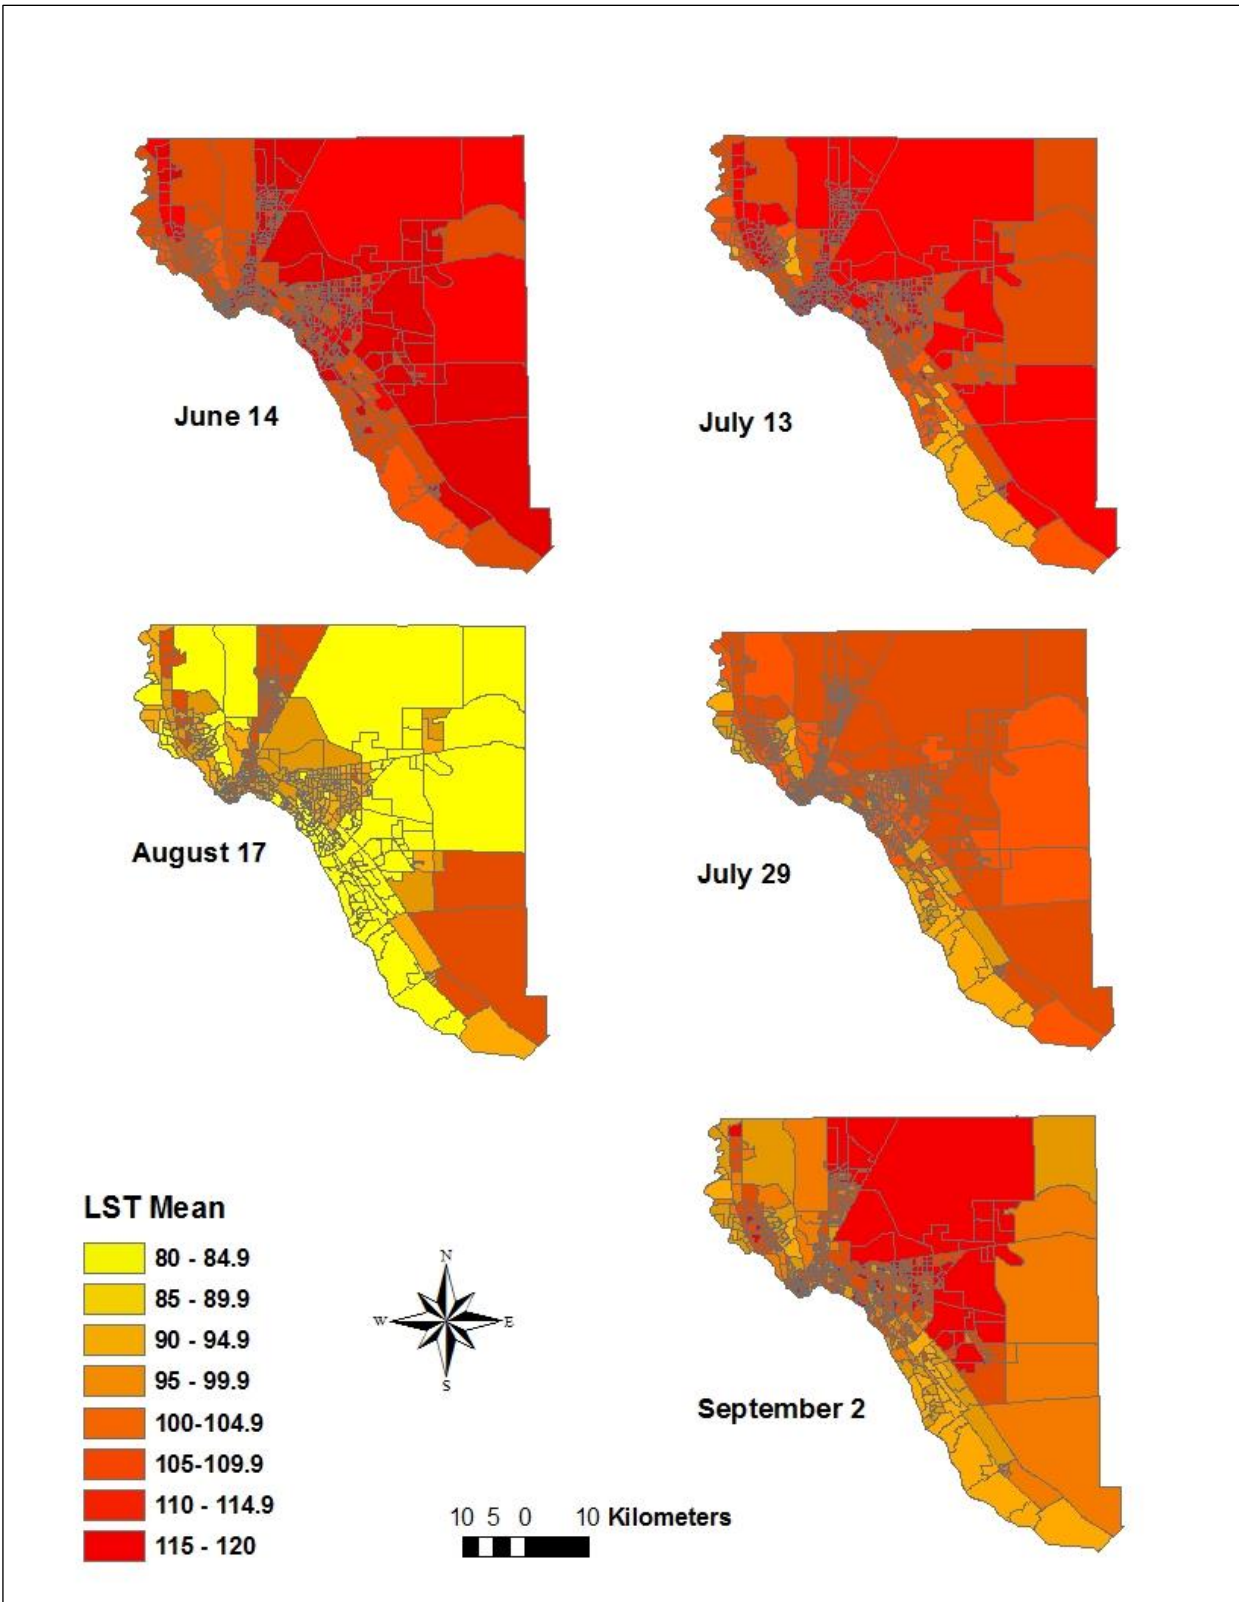 June 14
July 13
August 17
July 29
September 2
LST Mean
80 - 84.9
85 - 89.9
90 - 94.9
95 - 99.9
100-104.9
105-109.9
110 - 114.9
115 - 120
N
W E
S
10 5 0 10 Kilometers